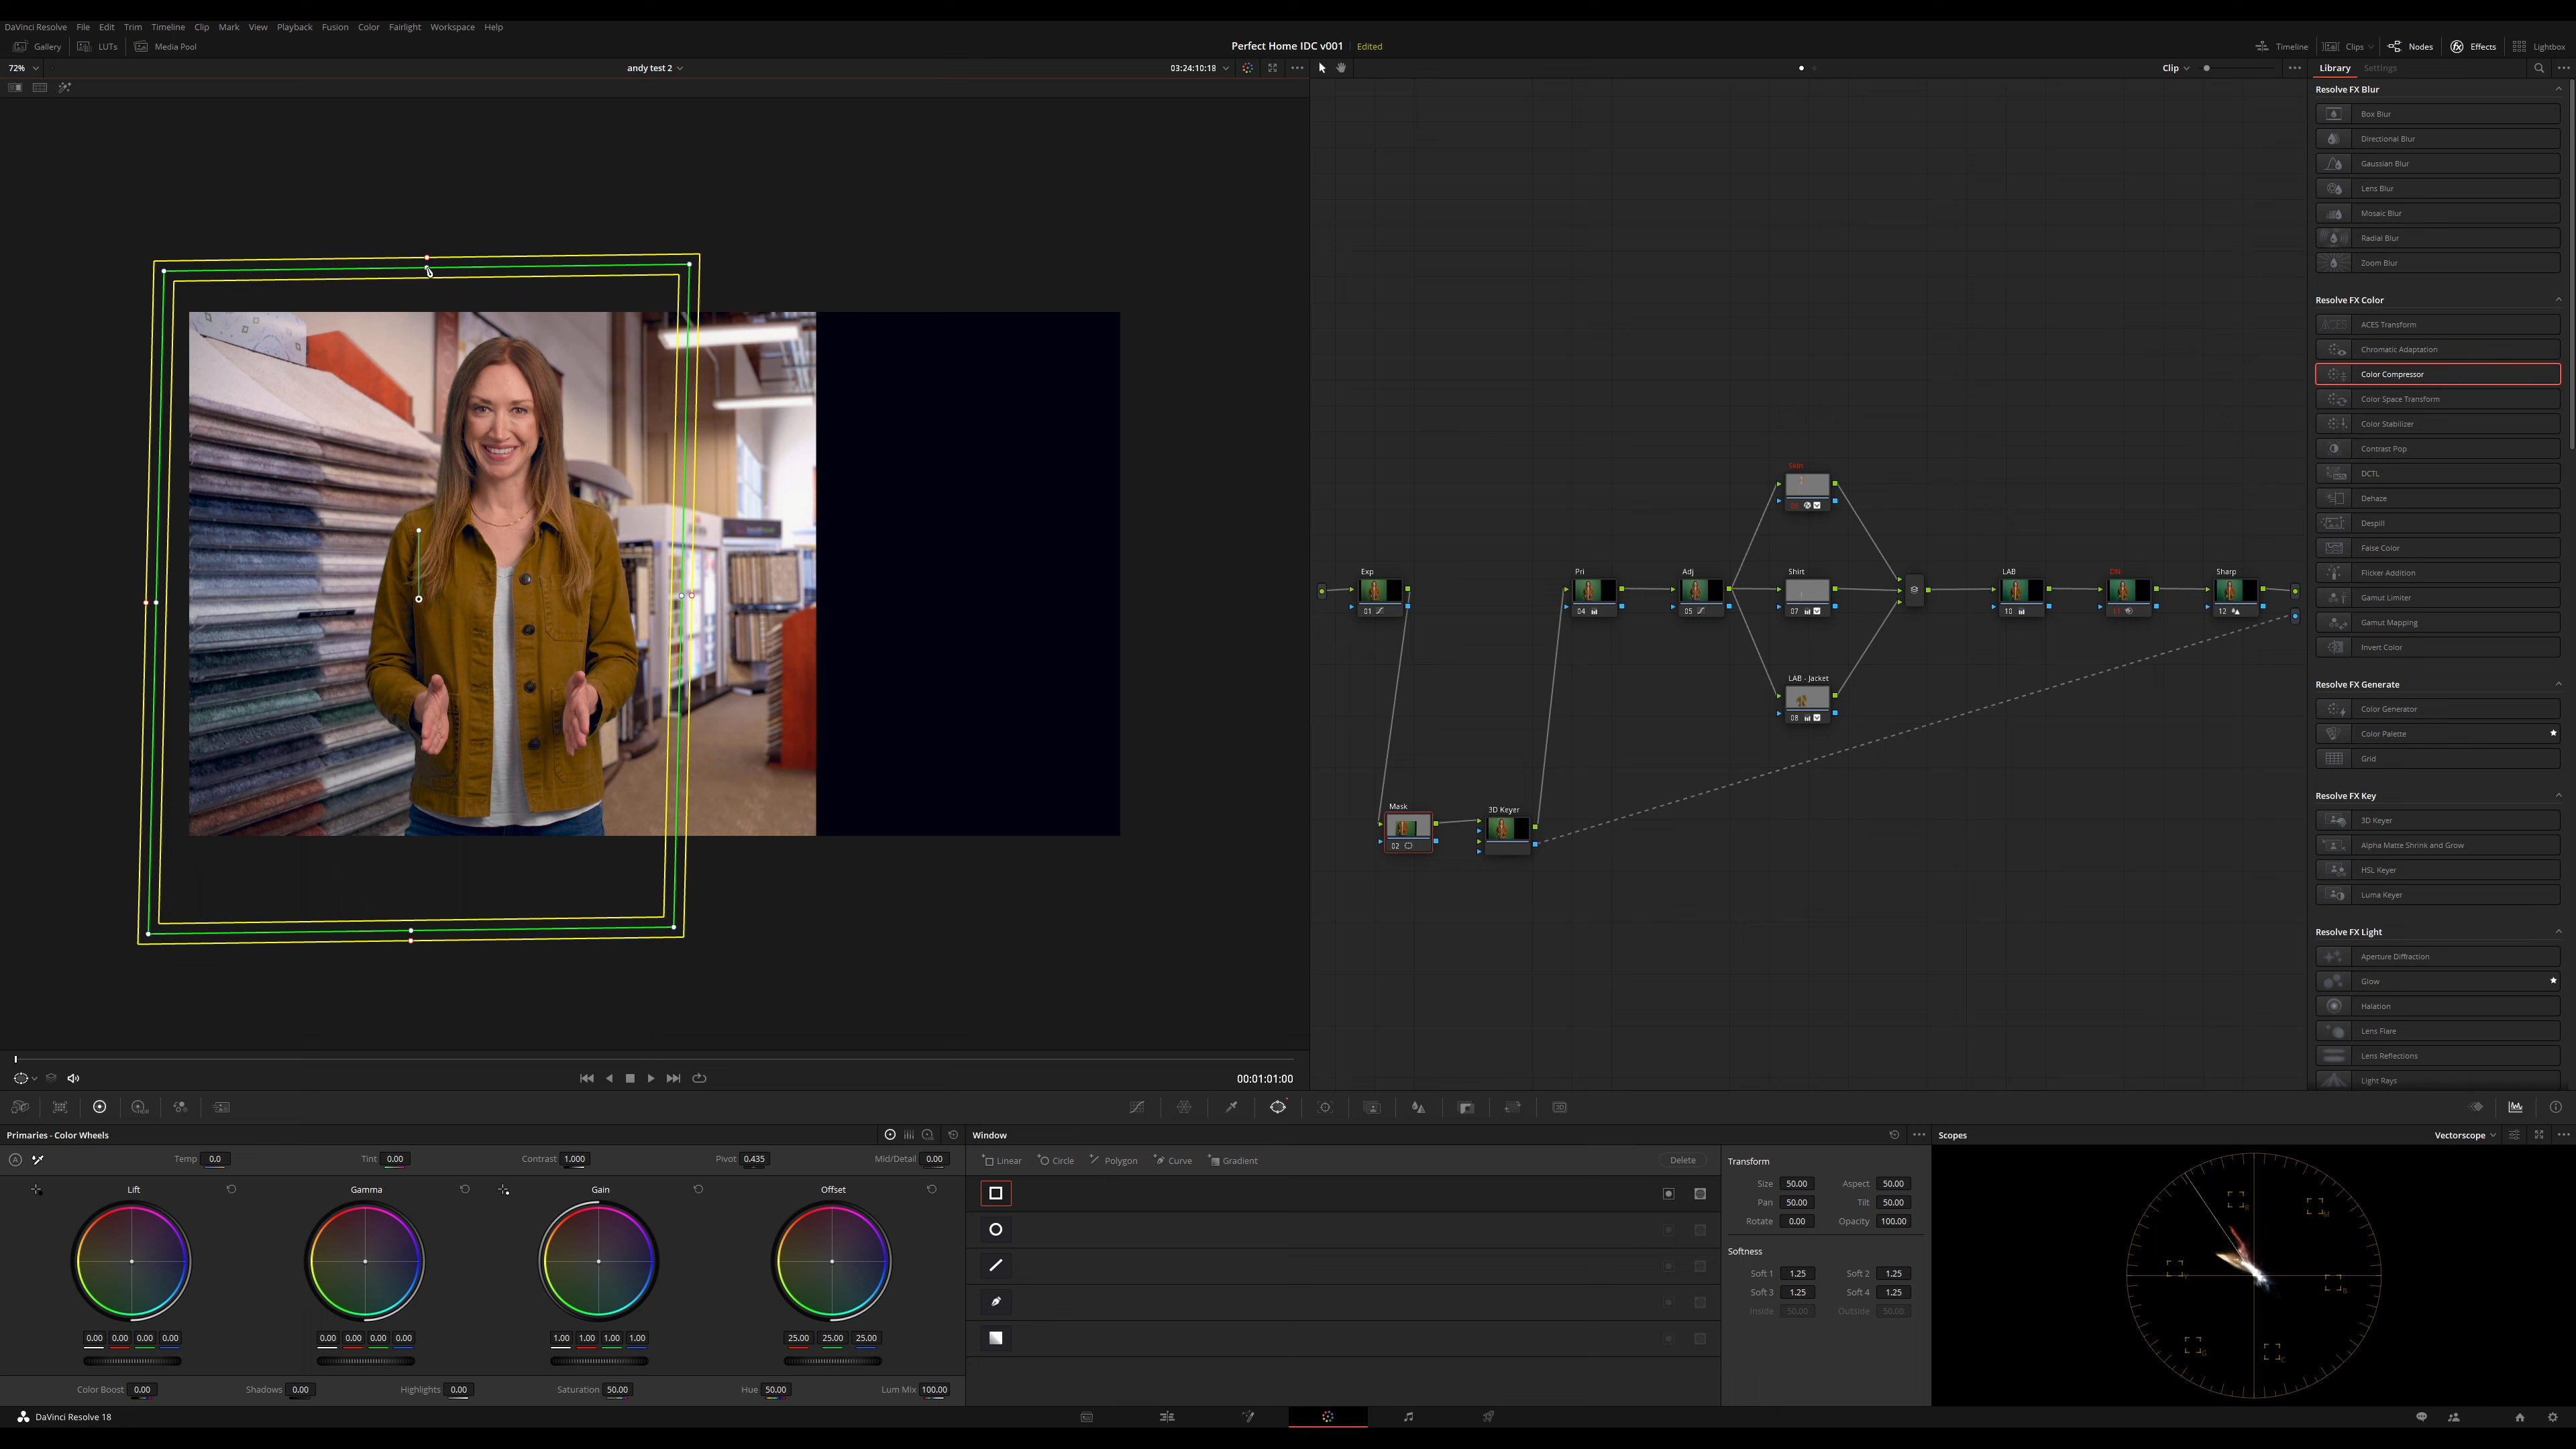 DaVinci Resolve File Edit Trim Timeline Clip Mark View Playback Fusion Color Fairlight Workspace Help
Gallery LUTs Media Pool Perfect Home IDC v001 Edited Timeline Clips Nodes Effects Lightbox
72% andy test 2 03:24:10:18 Clip Library Settings
Resolve FX Blur
Box Blur
Directional Blur
Gaussian Blur
Lens Blur
Mosaic Blur
Radial Blur
Zoom Blur
Resolve FX Color
ACES Transform
Chromatic Adaptation
Color Compressor
Color Space Transform
Color Stabilizer
Contrast Pop
DCTL
Dehaze
Despill
False Color
Flicker Addition
Gamut Limiter
Gamut Mapping
Invert Color
Resolve FX Generate
Color Generator
Color Palette
Grid
Resolve FX Key
3D Keyer
Alpha Matte Shrink and Grow
HSL Keyer
Luma Keyer
Resolve FX Light
Aperture Diffraction
Glow
Halation
Lens Flare
Lens Reflections
Light Rays
Skin
Exp Pri Adj Shirt LAB DN Sharp
01 04 05 07 10 12
LAB - Jacket
08
Mask 3D Keyer
02
00:01:01:00
Primaries - Color Wheels Window Scopes Vectorscope
Temp 0.0 Tint 0.00 Contrast 1.000 Pivot 0.435 Mid/Detail 0.00
Linear Circle Polygon Curve Gradient Delete
Lift Gamma Gain Offset
0.00 0.00 0.00 0.00 0.00 0.00 0.00 0.00 1.00 1.00 1.00 1.00 25.00 25.00 25.00
Color Boost 0.00 Shadows 0.00 Highlights 0.00 Saturation 50.00 Hue 50.00 Lum Mix 100.00
Transform
Size 50.00 Aspect 50.00
Pan 50.00 Tilt 50.00
Rotate 0.00 Opacity 100.00
Softness
Soft 1 1.25 Soft 2 1.25
Soft 3 1.25 Soft 4 1.25
Inside 50.00 Outside 50.00
R M
Y B
G C
DaVinci Resolve 18